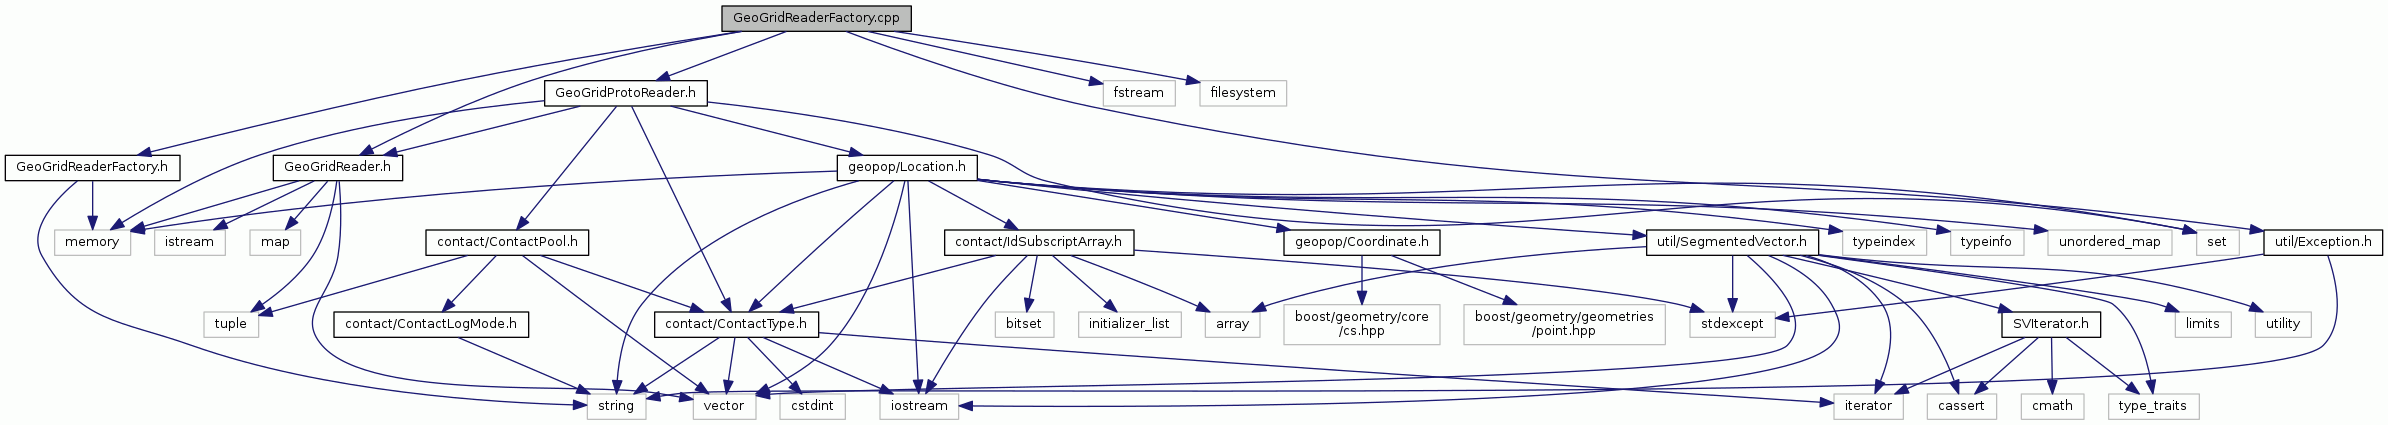 GeoGridReaderFactory.cpp
GeoGridProtoReader.h
fstream
filesystem
GeoGridReaderFactory.h
GeoGridReader.h
geopop/Location.h
memory
istream
map
contact/ContactPool.h
contact/IdSubscriptArray.h
geopop/Coordinate.h
util/SegmentedVector.h
typeindex
typeinfo
unordered_map
set
util/Exception.h
tuple
contact/ContactLogMode.h
contact/ContactType.h
bitset
initializer_list
array
boost/geometry/core
/cs.hpp
boost/geometry/geometries
/point.hpp
stdexcept
SVIterator.h
limits
utility
string
vector
cstdint
iostream
iterator
cassert
cmath
type_traits